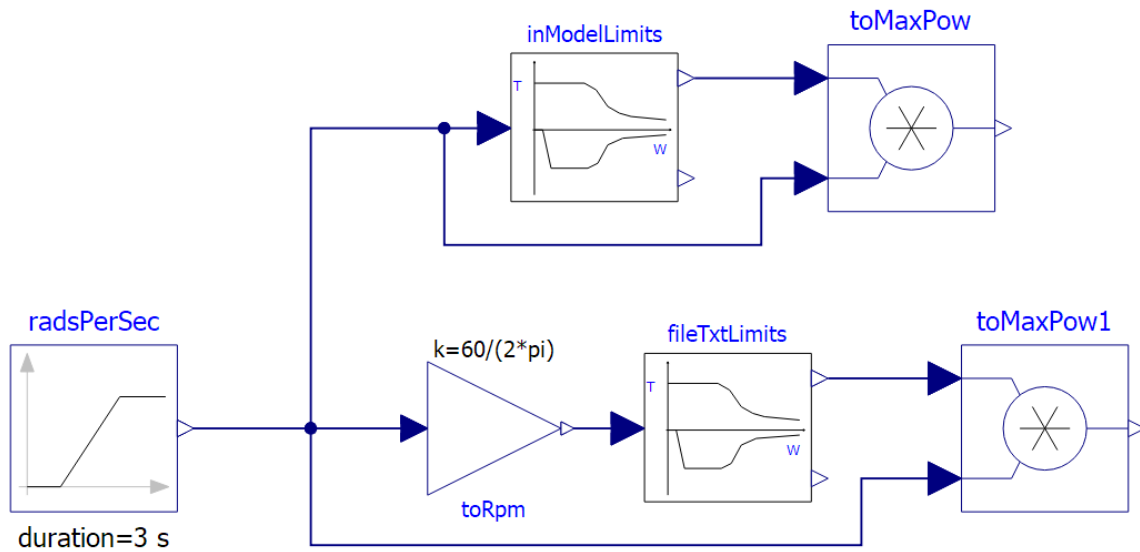 toMaxPow
inModelLimits
T
W
radsPerSec
fileTxtLimits
toMaxPow1
k=60/(2*pi)
T
W
toRpm
duration=3 s